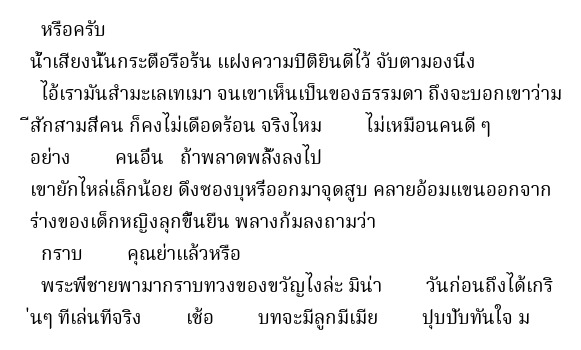 หรือครับ
น้ำเสียงนั้นกระตือรือร้น แฝงความปีติยินดีไว้ จับตามองนีง
ไอ้เรามันสำมะเลเทเมา จนเขาเห็นเป็นของธรรมดา ถึงจะบอกเขาว่าม
ีสักสามสี่คน ก็คงไม่เดือดร้อน จริงไหม ไม่เหมือนคนดี ๆ
อย่าง คนอื่น ถ้าพลาดพลั้งลงไป
เขายักไหล่เล็กน้อย ดึงซองบุหรี่ออกมาจุดสูบ คลายอ้อมแขนออกจาก
ร่างของเด็กหญิงลุกขึ้นยืน พลางก้มลงถามว่า
กราบ คุณย่าแล้วหรือ
พระพี่ชายพามากราบทวงของขวัญไงล่ะ มิน่า วันก่อนถึงได้เกริ
่นๆ ทีเล่นทีจริง เซ้อ บทจะมีลูกมีเมีย ปุบปับทันใจ ม